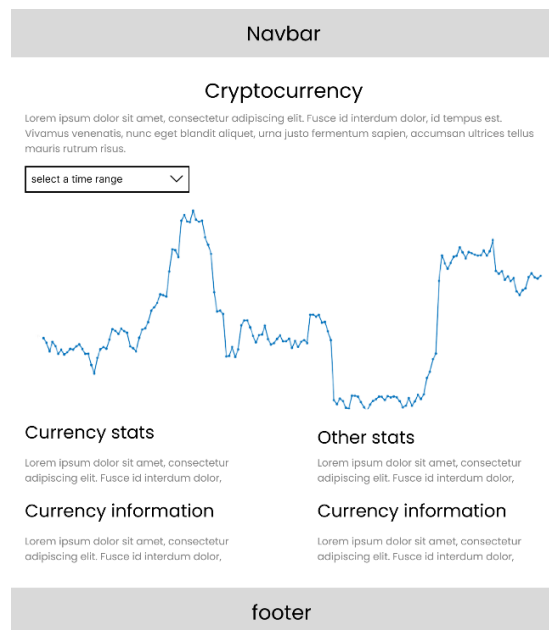 Navbar
Cryptocurrency
Lorem ipsum dolor sit amet, consectetur adipiscing elit. Fusce id interdum dolor, id tempus est.
Vivamus venenatis, nunc eget blandit aliquet, urna justo fermentum sapien, accumsan ultrices tellus
mauris rutrum risus.
select a time range
Currency stats
Lorem ipsum dolor sit amet, consectetur
adipiscing elit. Fusce id interdum dolor,
Other stats
Lorem ipsum dolor sit amet, consectetur
adipiscing elit. Fusce id interdum dolor,
Currency information
Lorem ipsum dolor sit amet, consectetur
adipiscing elit. Fusce id interdum dolor,
Currency information
Lorem ipsum dolor sit amet, consectetur
adipiscing elit. Fusce id interdum dolor,
footer